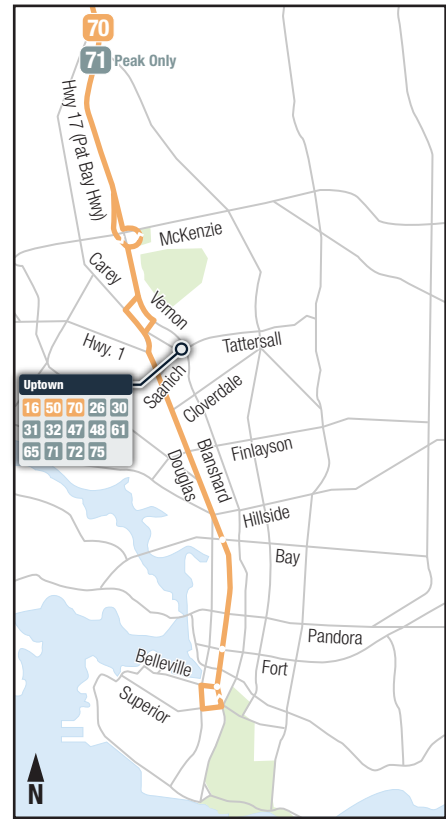 70
71 Peak Only
Hwy 17 (Pat Bay Hwy)
McKenzie
Carey
Vernon
Hwy. 1
Tattersall
Saanich
Cloverdale
Uptown
16 50 70 26 30
31 32 47 48 61
65 71 72 75
Blanshard
Finlayson
Douglas
Hillside
Bay
Pandora
Belleville
Fort
Superior
N